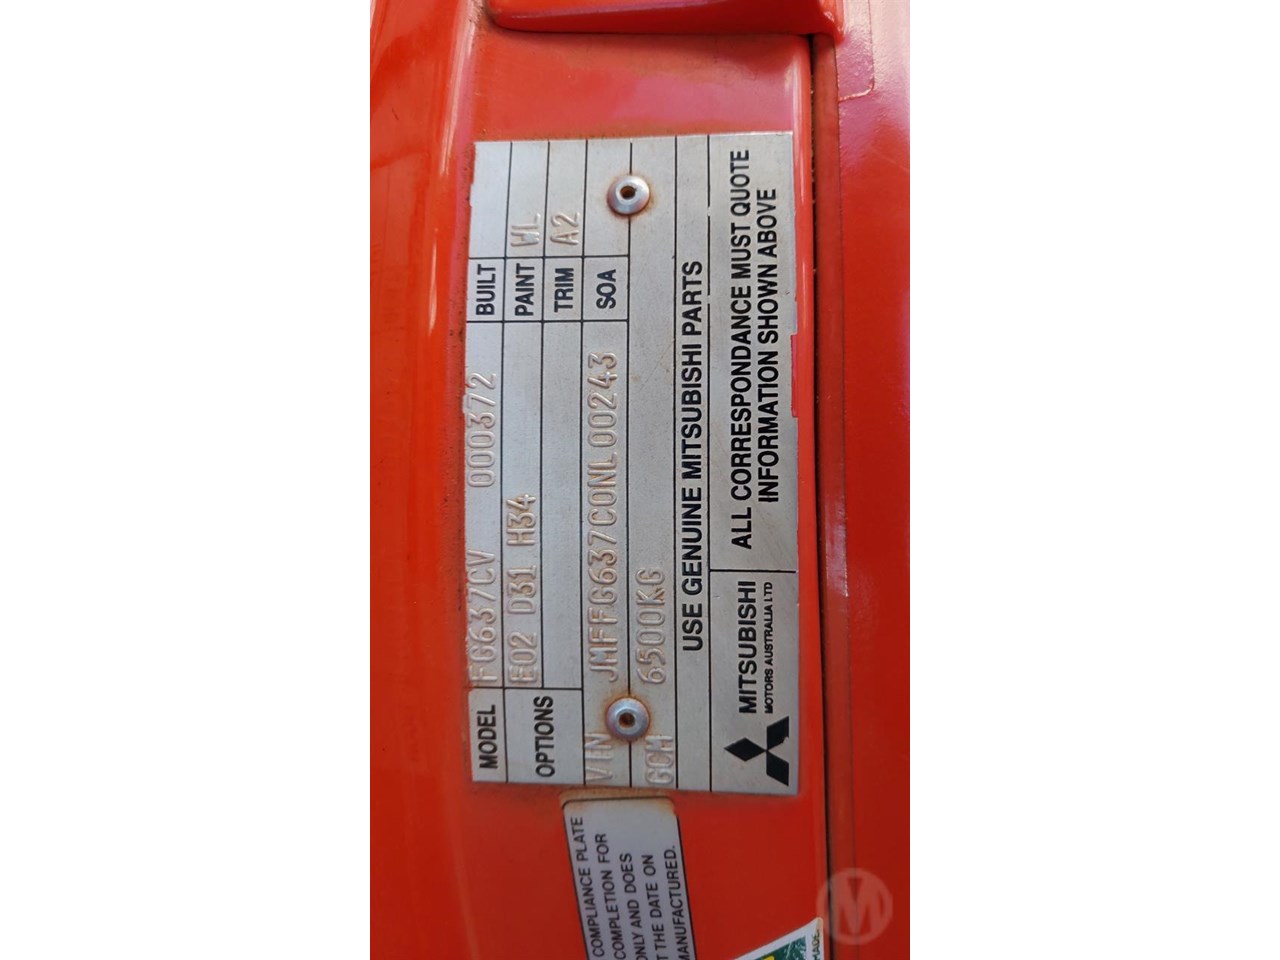 MODEL FG637CV 000372 BUILT
OPTIONS E02 D31 H34 PAINT WL
TRIM A2
VIN JMFFG637C0NL00243 SOA
GCM 6500KG
USE GENUINE MITSUBISHI PARTS
MITSUBISHI
MOTORS AUSTRALIA LTD
ALL CORRESPONDANCE MUST QUOTE
INFORMATION SHOWN ABOVE
COMPLIANCE PLATE
COMPLETION FOR
ONLY AND DOES
THE DATE ON
MANUFACTURED.
M